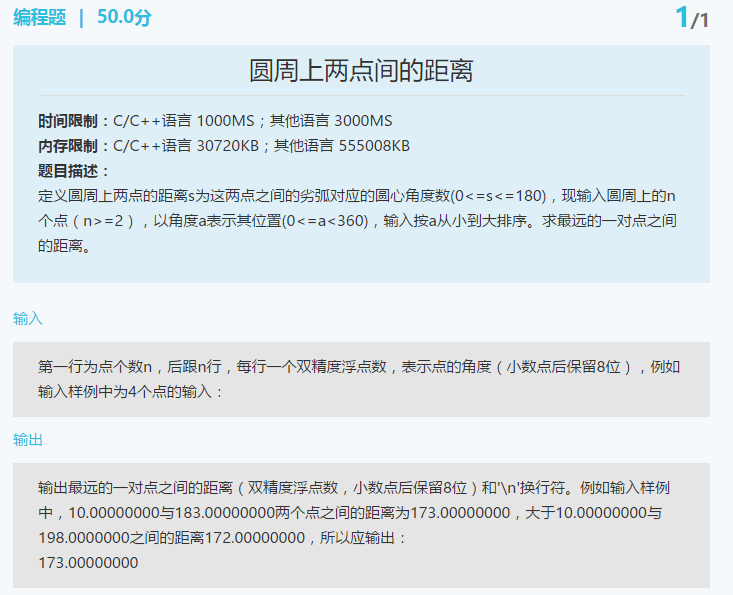 编程题 | 50.0分
1/1
圆周上两点间的距离
时间限制：C/C++语言 1000MS；其他语言 3000MS
内存限制：C/C++语言 30720KB；其他语言 555008KB
题目描述：
定义圆周上两点的距离s为这两点之间的劣弧对应的圆心角度数(0<=s<=180)，现输入圆周上的n
个点（n>=2），以角度a表示其位置(0<=a<360)，输入按a从小到大排序。求最远的一对点之间
的距离。
输入
第一行为点个数n，后跟n行，每行一个双精度浮点数，表示点的角度（小数点后保留8位），例如
输入样例中为4个点的输入：
输出
输出最远的一对点之间的距离（双精度浮点数，小数点后保留8位）和'\n'换行符。例如输入样例
中，10.00000000与183.00000000两个点之间的距离为173.00000000，大于10.00000000与
198.0000000之间的距离172.00000000，所以应输出：
173.00000000